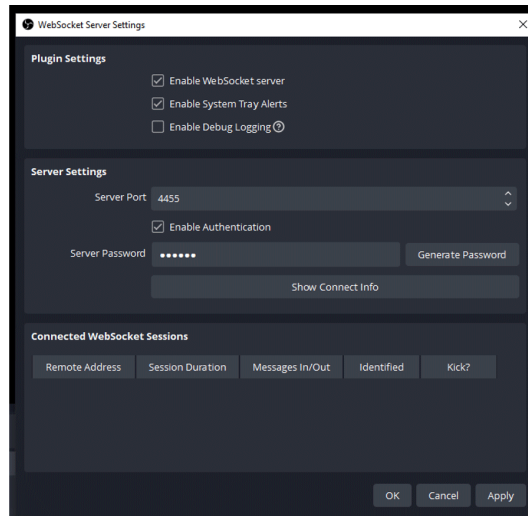 WebSocket Server Settings
Plugin Settings
Enable WebSocket server
Enable System Tray Alerts
Enable Debug Logging
Server Settings
Server Port 4455
Enable Authentication
Server Password •••••• Generate Password
Show Connect Info
Connected WebSocket Sessions
Remote Address Session Duration Messages In/Out Identified Kick?
OK Cancel Apply